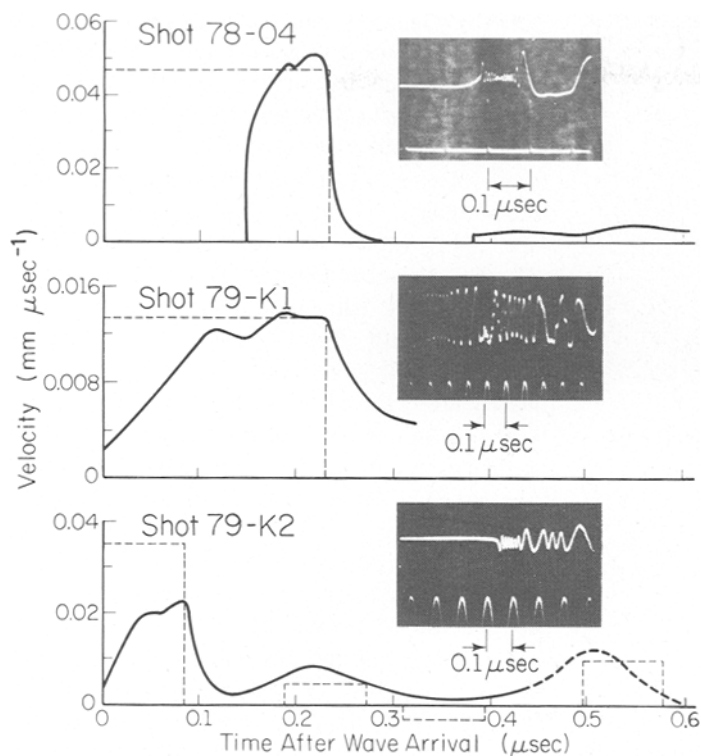 Shot 78-04
0.06
0.04
0.02
0
0.1 μsec
Shot 79-K1
0.016
0.008
0
0.1 μsec
Velocity (mm μsec⁻¹)
Shot 79-K2
0.04
0.02
0
0.1 μsec
0 0.1 0.2 0.3 0.4 0.5 0.6
Time After Wave Arrival (μsec)